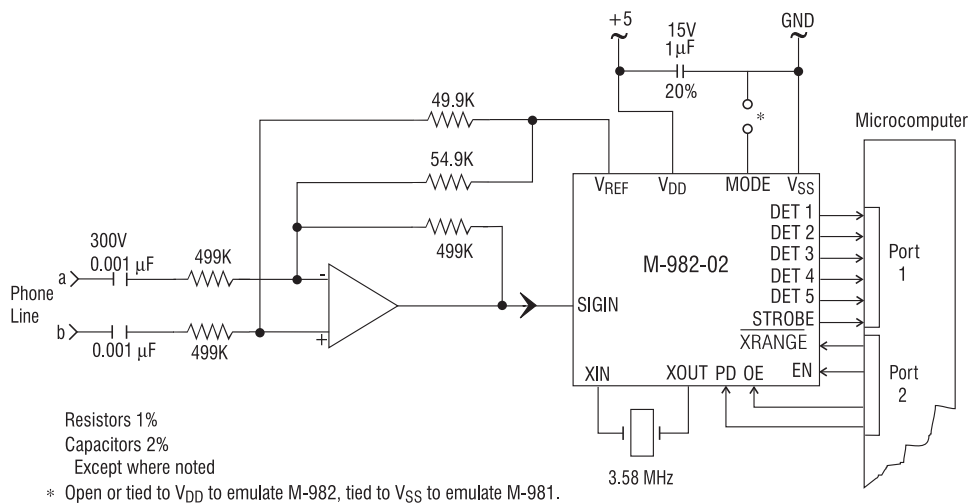 +5
15V
1µF
20%
GND
49.9K
54.9K
499K
Microcomputer
VREF
VDD
MODE
VSS
*
300V
0.001 µF
499K
Phone
Line
a
b
-
+
0.001 µF
499K
M-982-02
SIGIN
DET 1
DET 2
DET 3
DET 4
DET 5
STROBE
XRANGE
EN
Port
1
Port
2
XIN
XOUT
PD
OE
3.58 MHz
Resistors 1%
Capacitors 2%
Except where noted
* Open or tied to VDD to emulate M-982, tied to VSS to emulate M-981.